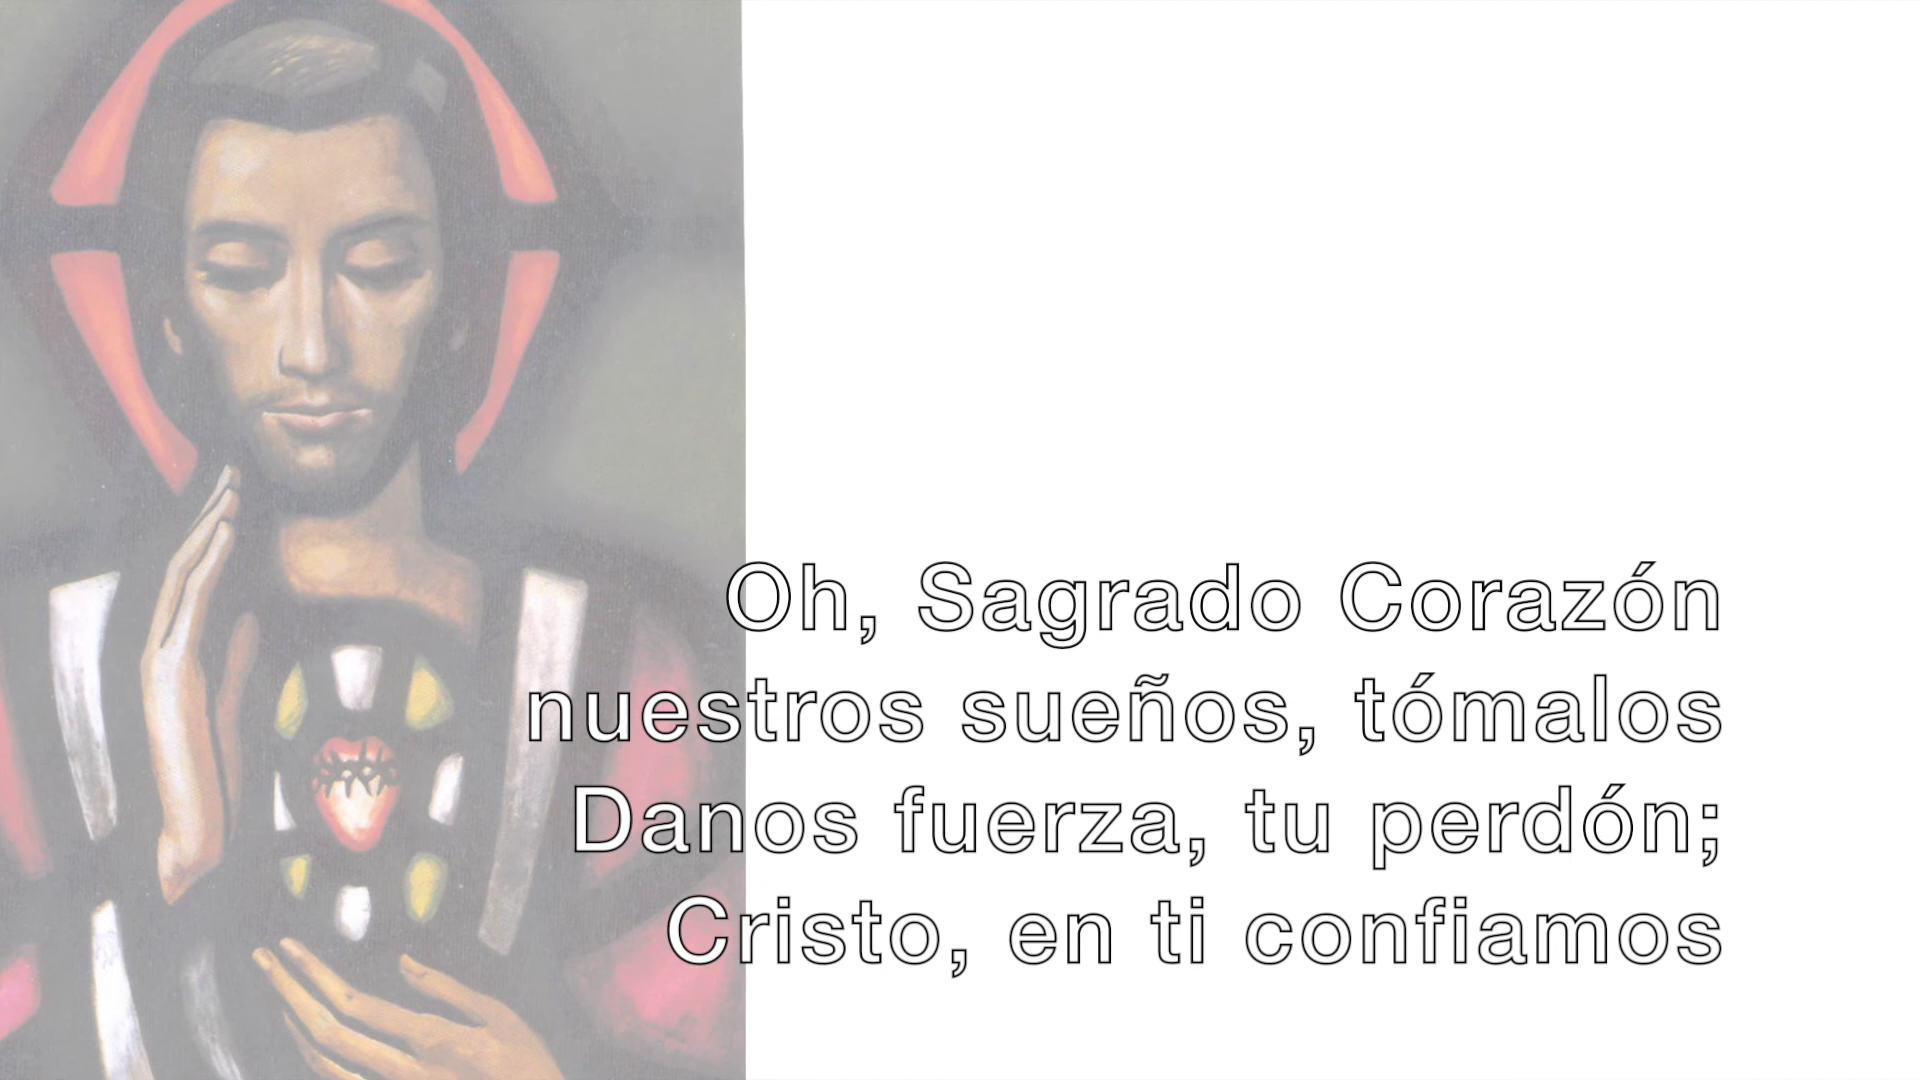 Oh, Sagrado Corazón
nuestros sueños, tómalos
Danos fuerza, tu perdón;
Cristo, en ti confiamos